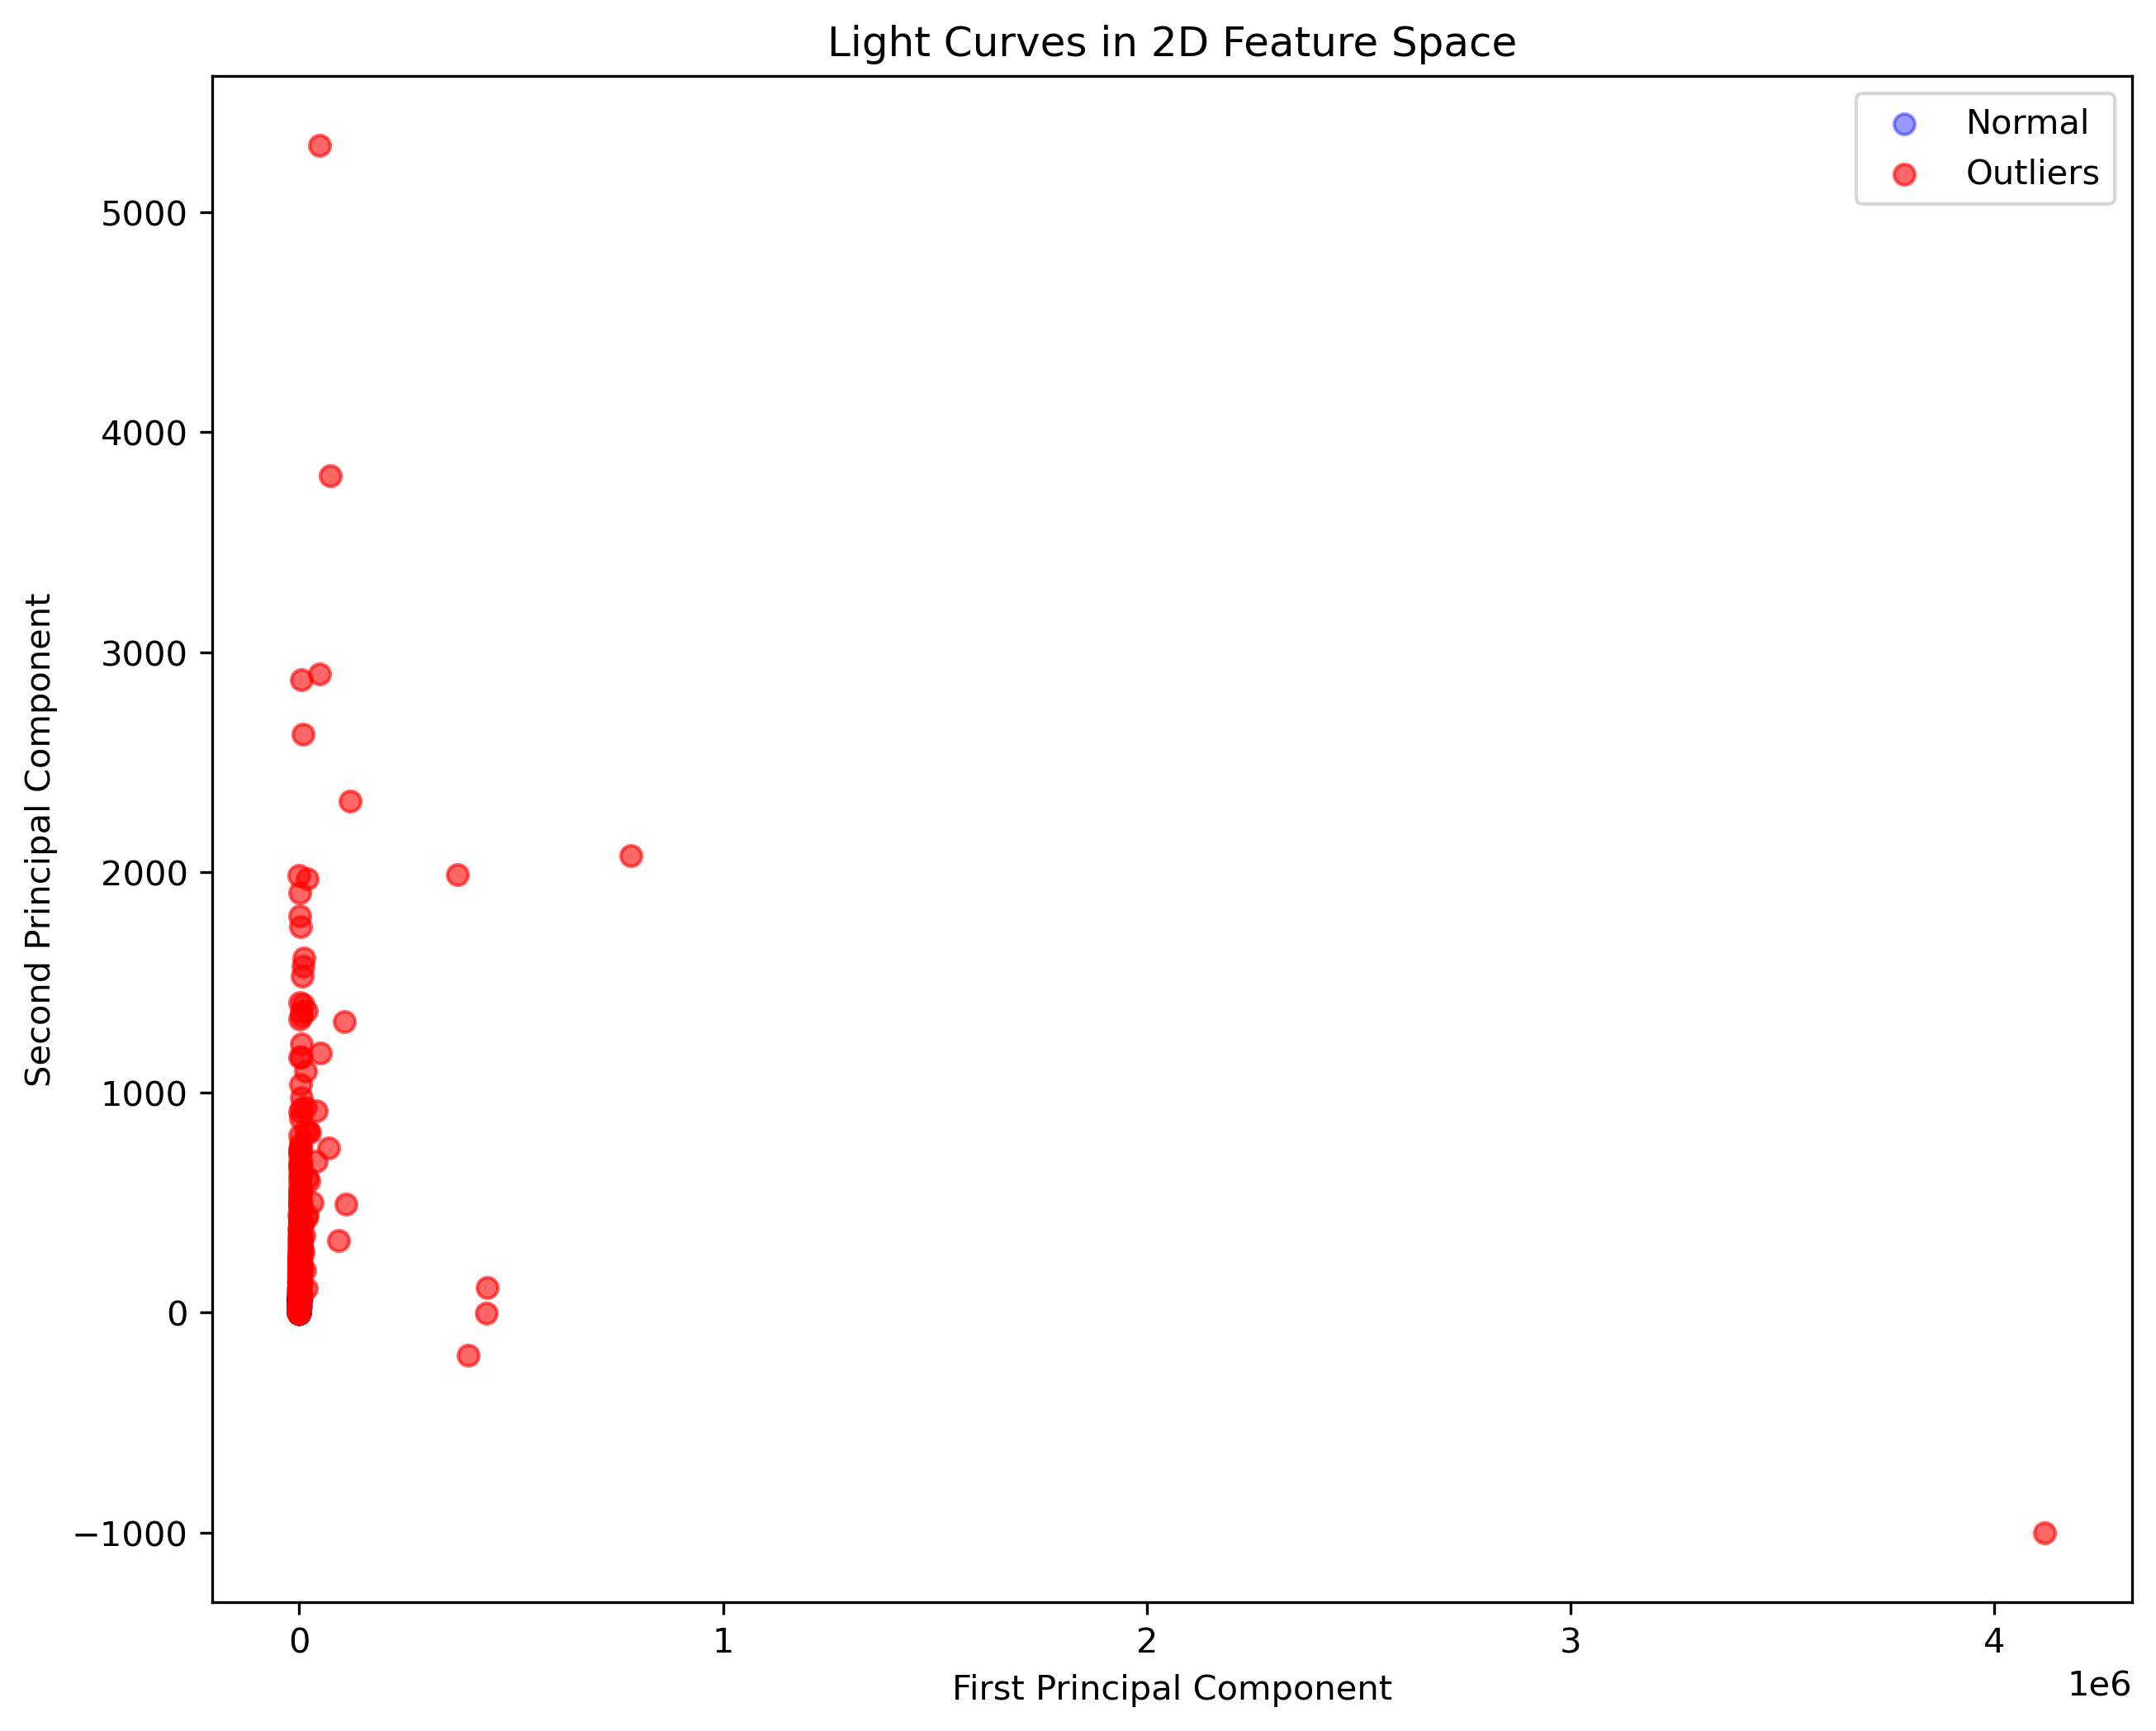 Light Curves in 2D Feature Space
Normal
Outliers
Second Principal Component
5000
4000
3000
2000
1000
0
−1000
0
1
2
3
4
1e6
First Principal Component